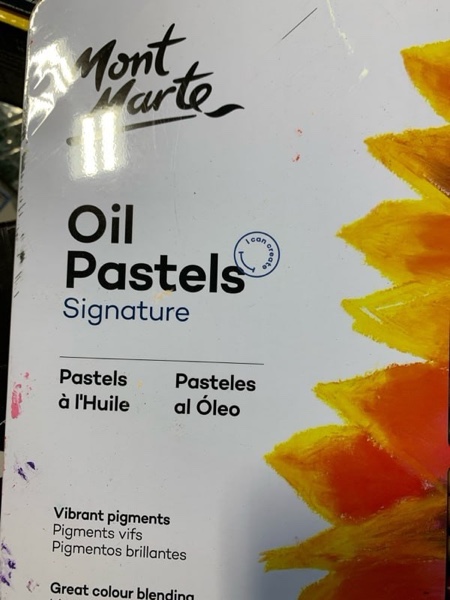 Mont
Marte
Oil
Pastels
I can create
Signature
Pastels
à l'Huile
Pasteles
al Óleo
Vibrant pigments
Pigments vifs
Pigmentos brillantes
Great colour blending